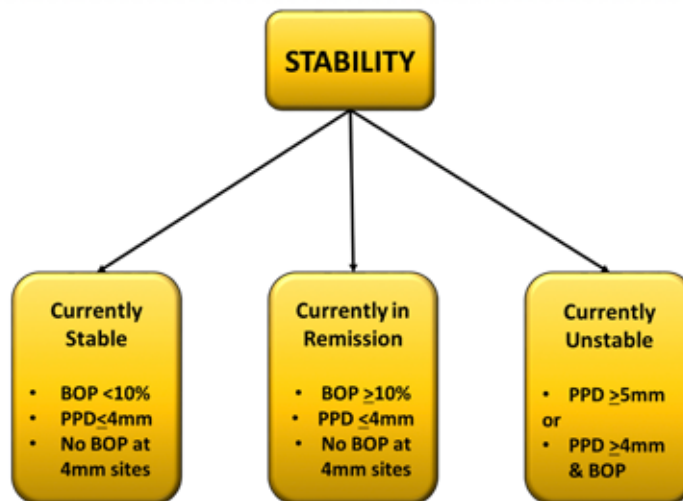 STABILITY
Currently
Stable
• BOP <10%
• PPD≤4mm
• No BOP at
4mm sites
Currently in
Remission
• BOP ≥10%
• PPD ≤4mm
• No BOP at
4mm sites
Currently
Unstable
• PPD ≥5mm
or
• PPD ≥4mm
& BOP